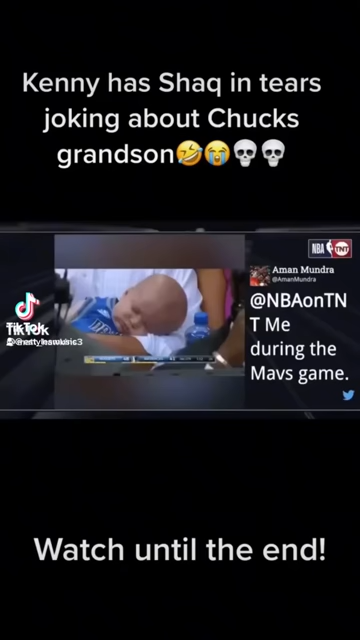 Kenny has Shaq in tears
joking about Chucks
grandson🤣😭💀💀
NBA TNT
Aman Mundra
@AmanMundra
@NBAonTN
T Me
during the
Mavs game.
TikTok
Watch until the end!